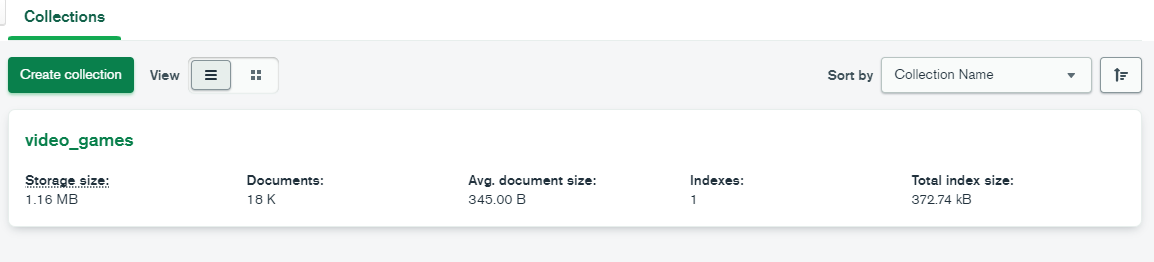 Collections
Create collection View Sort by Collection Name
video_games
Storage size: Documents: Avg. document size: Indexes: Total index size:
1.16 MB 18 K 345.00 B 1 372.74 kB